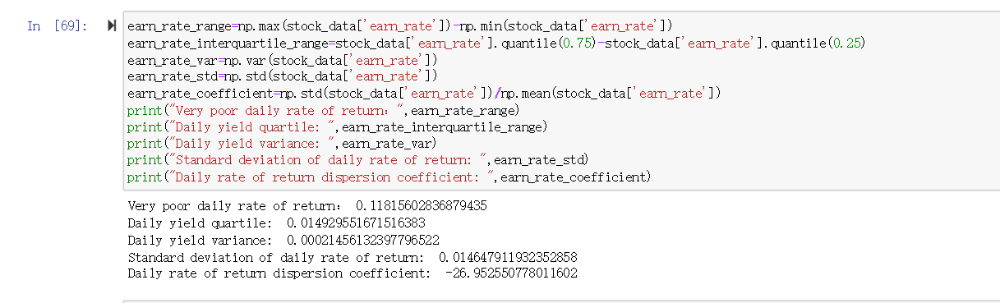 In [69]:
earn_rate_range=np.max(stock_data['earn_rate'])-np.min(stock_data['earn_rate'])
earn_rate_interquartile_range=stock_data['earn_rate'].quantile(0.75)-stock_data['earn_rate'].quantile(0.25)
earn_rate_var=np.var(stock_data['earn_rate'])
earn_rate_std=np.std(stock_data['earn_rate'])
earn_rate_coefficient=np.std(stock_data['earn_rate'])/np.mean(stock_data['earn_rate'])
print("Very poor daily rate of return：",earn_rate_range)
print("Daily yield quartile: ",earn_rate_interquartile_range)
print("Daily yield variance: ",earn_rate_var)
print("Standard deviation of daily rate of return: ",earn_rate_std)
print("Daily rate of return dispersion coefficient: ",earn_rate_coefficient)
Very poor daily rate of return： 0.11815602836879435
Daily yield quartile:  0.014929551671516383
Daily yield variance:  0.00021456132397796522
Standard deviation of daily rate of return:  0.014647911932352858
Daily rate of return dispersion coefficient:  -26.952550778011602